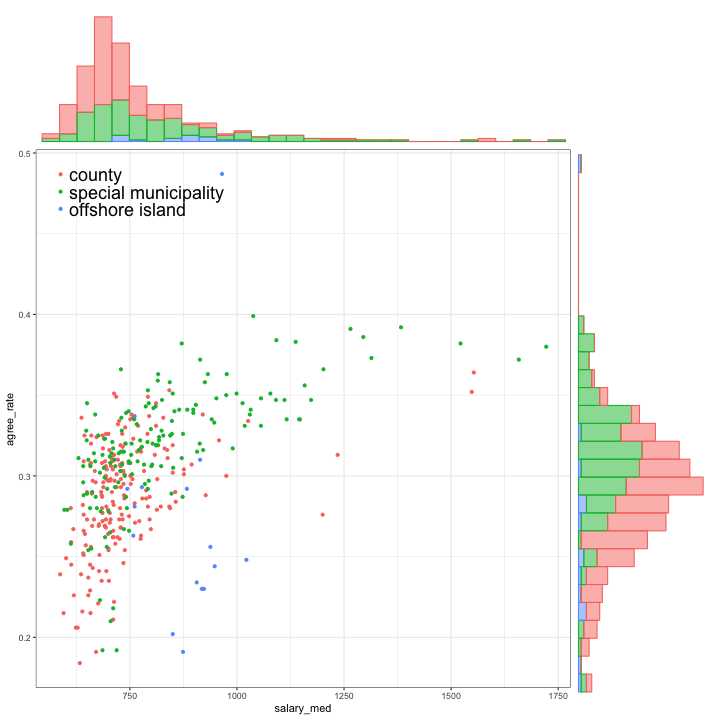 0.5
county
special municipality
offshore island
0.4
agree_rate
0.3
0.2
750 1000 1250 1500 1750
salary_med